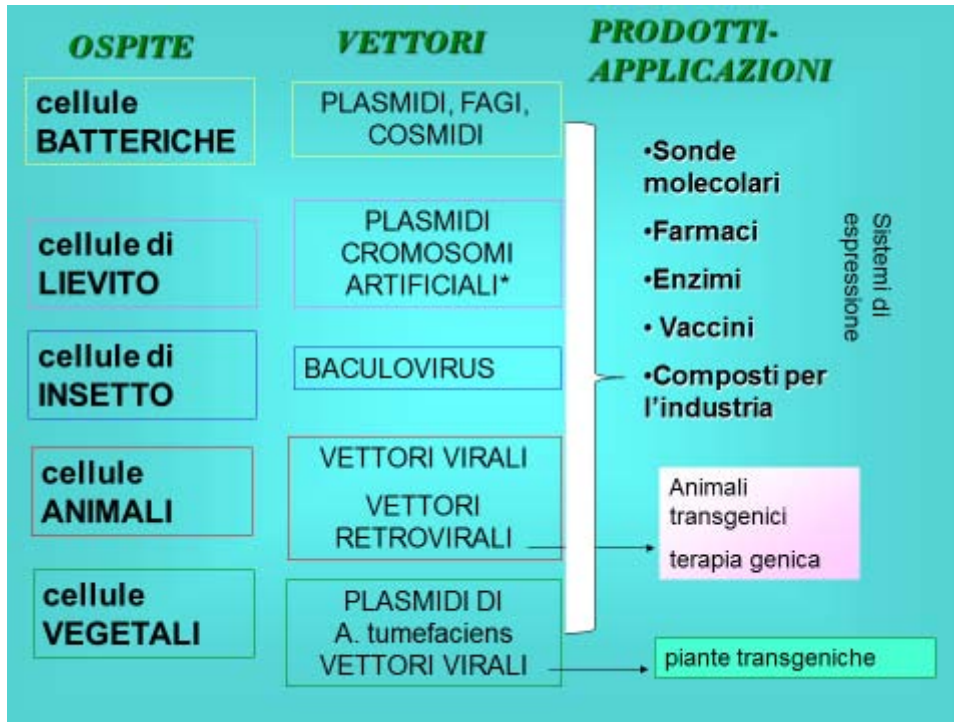 OSPITE
VETTORI
PRODOTTI-
APPLICAZIONI
cellule
BATTERICHE
PLASMIDI, FAGI,
COSMIDI
cellule di
LIEVITO
PLASMIDI
CROMOSOMI
ARTIFICIALI*
cellule di
INSETTO
BACULOVIRUS
cellule
ANIMALI
VETTORI VIRALI
VETTORI
RETROVIRALI
cellule
VEGETALI
PLASMIDI DI
A. tumefaciens
VETTORI VIRALI
•Sonde
molecolari
•Farmaci
•Enzimi
• Vaccini
•Composti per
l'industria
Sistemi di
espressione
Animali
transgenici
terapia genica
piante transgeniche